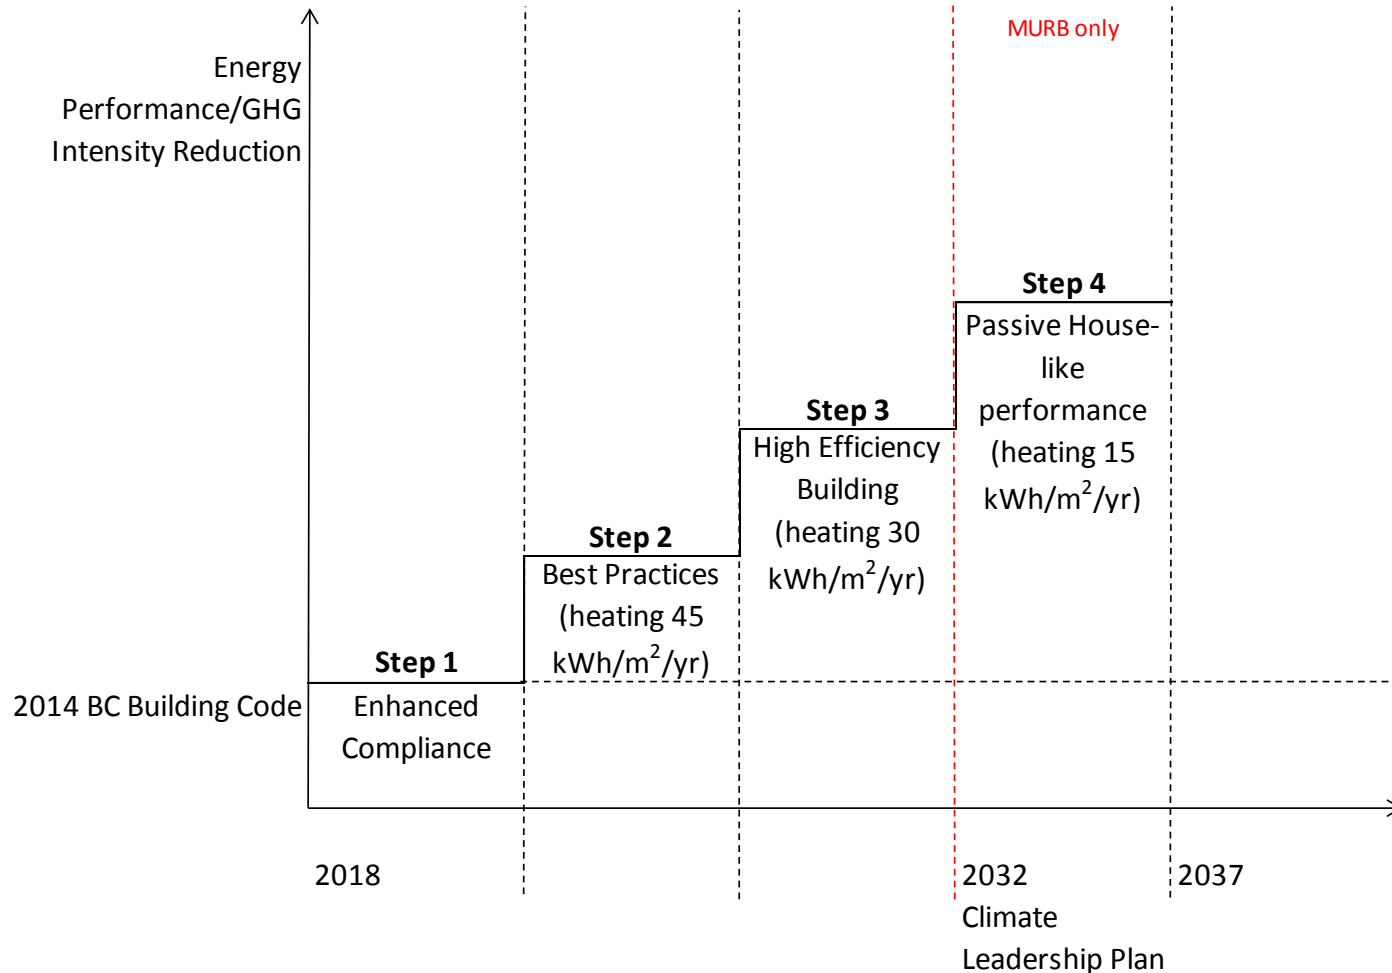 MURB only
Energy
Performance/GHG
Intensity Reduction
Step 4
Passive House-
like
performance
(heating 15
kWh/m²/yr)
Step 3
High Efficiency
Building
(heating 30
kWh/m²/yr)
Step 2
Best Practices
(heating 45
kWh/m²/yr)
Step 1
2014 BC Building Code
Enhanced
Compliance
2018
2032
2037
Climate
Leadership Plan